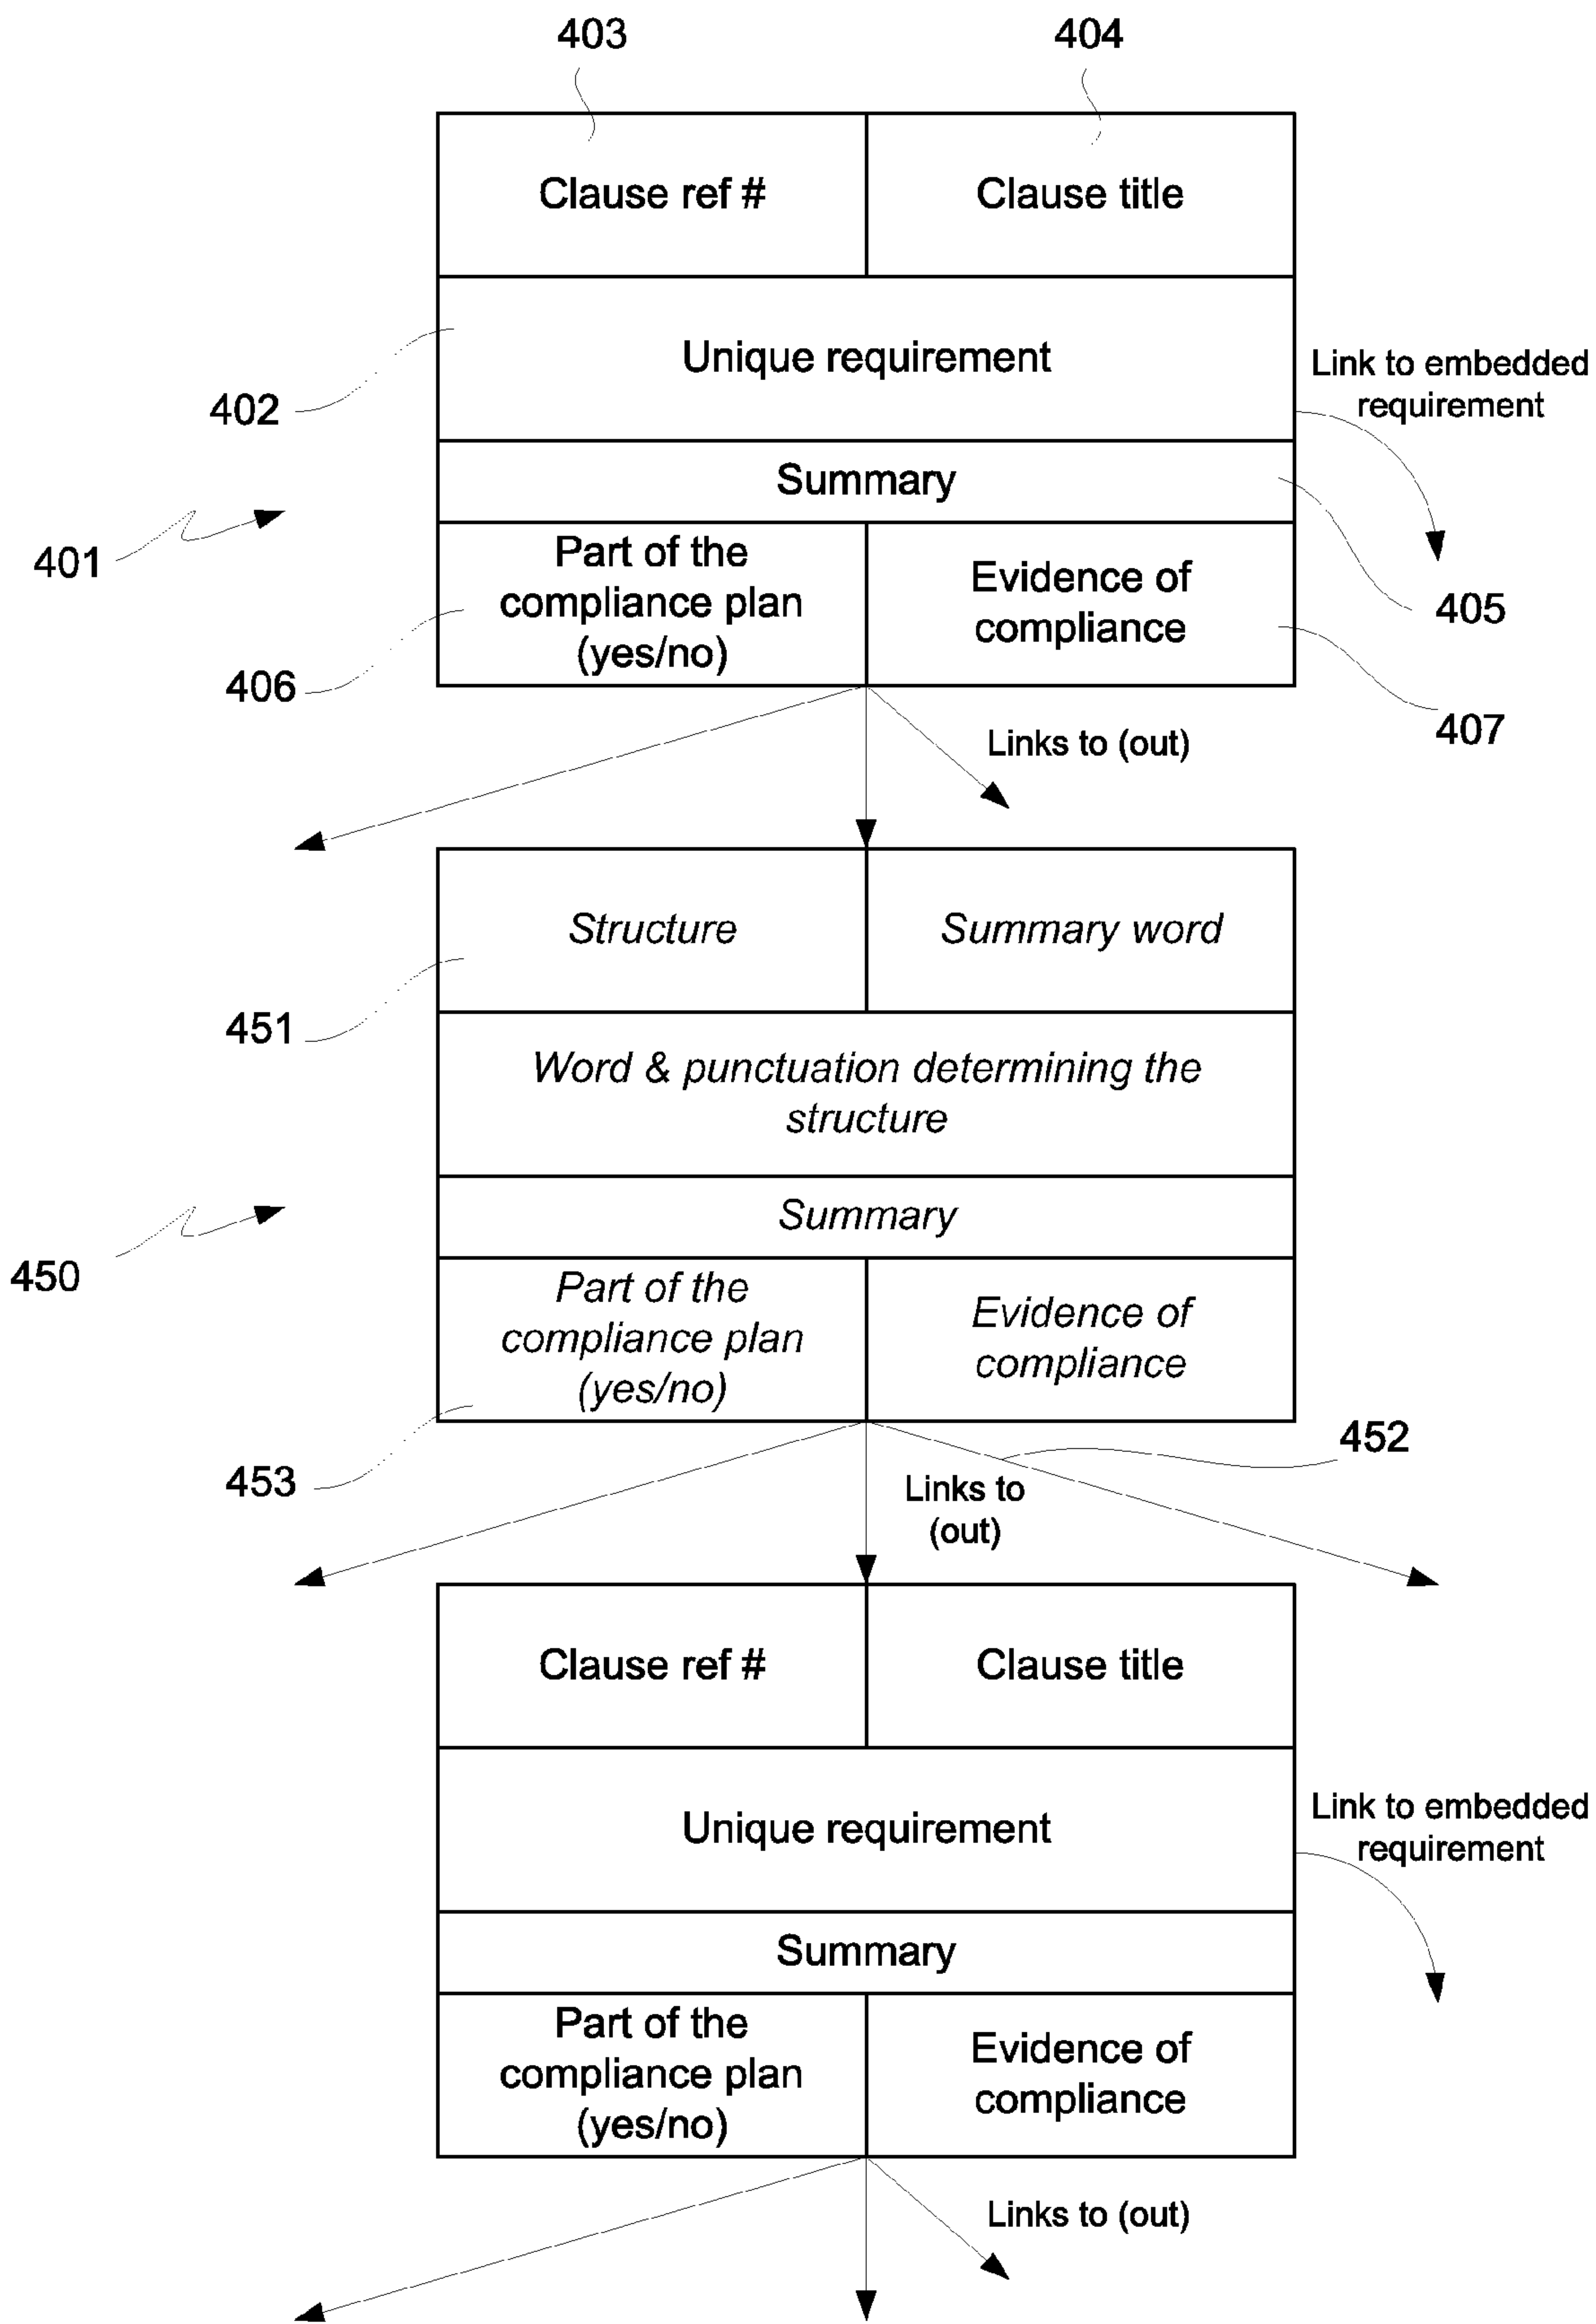 403
404
Clause ref #
Clause title
Unique requirement
Link to embedded
requirement
402
Summary
401
Part of the
compliance plan
(yes/no)
Evidence of
compliance
405
406
407
Links to (out)
Structure
Summary word
451
Word & punctuation determining the
structure
Summary
450
Part of the
compliance plan
(yes/no)
Evidence of
compliance
452
453
Links to
(out)
Clause ref #
Clause title
Unique requirement
Link to embedded
requirement
Summary
Part of the
compliance plan
(yes/no)
Evidence of
compliance
Links to (out)